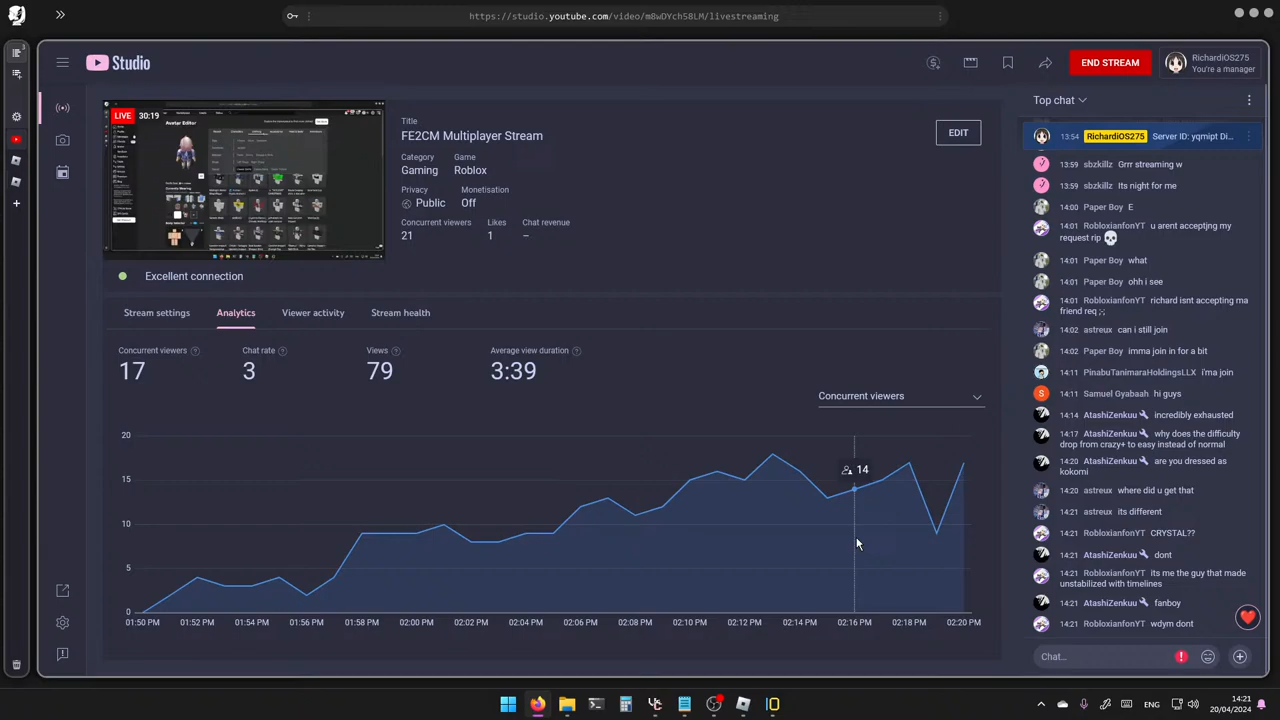 https://studio.youtube.com/video/m8wDYch58LM/livestreaming
Studio
END STREAM
RichardiOS275
You're a manager
LIVE
30:19
Avatar Editor
Title
FE2CM Multiplayer Stream
EDIT
Category
Game
Gaming
Roblox
Privacy
Monetisation
Public
Off
Concurrent viewers
Likes
Chat revenue
21
1
–
Excellent connection
Stream settings
Analytics
Viewer activity
Stream health
Concurrent viewers
Chat rate
Views
Average view duration
17
3
79
3:39
Concurrent viewers
20
15
10
5
0
14
01:50 PM
01:52 PM
01:54 PM
01:56 PM
01:58 PM
02:00 PM
02:02 PM
02:04 PM
02:06 PM
02:08 PM
02:10 PM
02:12 PM
02:14 PM
02:16 PM
02:18 PM
02:20 PM
Top chat
13:54 RichardiOS275 Server ID: yqmipt Di...
13:59 sbzkillz Grrr streaming w
13:59 sbzkillz Its night for me
14:00 Paper Boy E
14:01 RobloxianfonYT u arent acceptjng my
request rip
14:01 Paper Boy what
14:01 Paper Boy ohh i see
14:01 RobloxianfonYT richard isnt accepting ma
friend req ;-;
14:02 astreux can i still join
14:02 Paper Boy imma join in for a bit
14:11 PinabuTanimaraHoldingsLLX i'ma join
14:11 Samuel Gyabaah hi guys
14:14 AtashiZenkuu incredibly exhausted
14:17 AtashiZenkuu why does the difficulty
drop from crazy+ to easy instead of normal
14:20 AtashiZenkuu are you dressed as
kokomi
14:20 astreux where did u get that
14:21 astreux its different
14:21 RobloxianfonYT CRYSTAL??
14:21 AtashiZenkuu dont
14:21 RobloxianfonYT its me the guy that made
unstabilized with timelines
14:21 AtashiZenkuu fanboy
14:21 RobloxianfonYT wdym dont
Chat...
ENG
14:21
20/04/2024